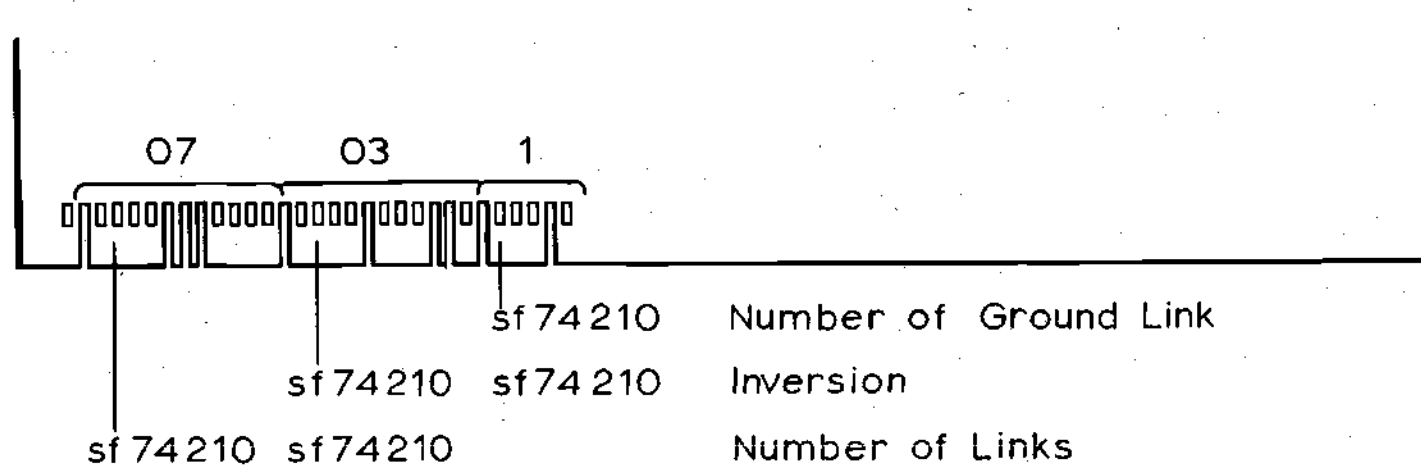 07 03 1
sf 74210 Number of Ground Link
sf 74210 sf 74210 Inversion
sf 74210 sf 74210 Number of Links